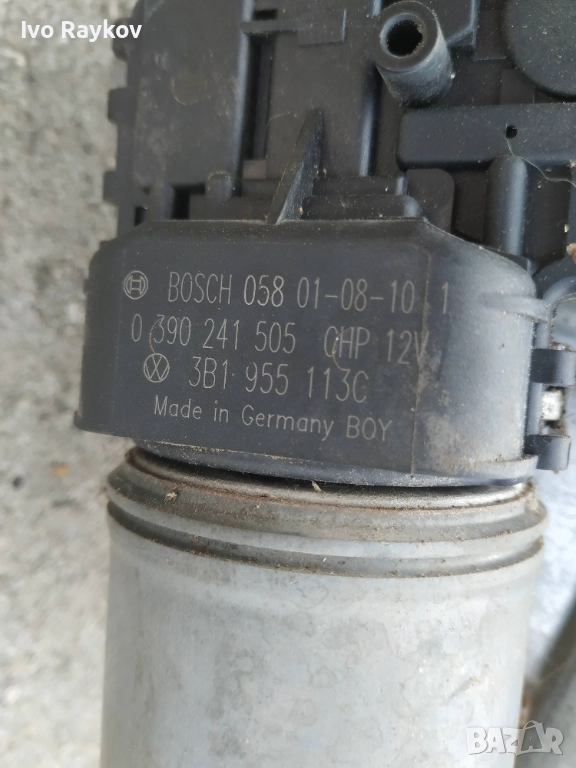 Ivo Raykov
BOSCH 058 01-08-10 1
0 390 241 505 CHP 12V
3B1 955 113C
Made in Germany BOY
BAZAR